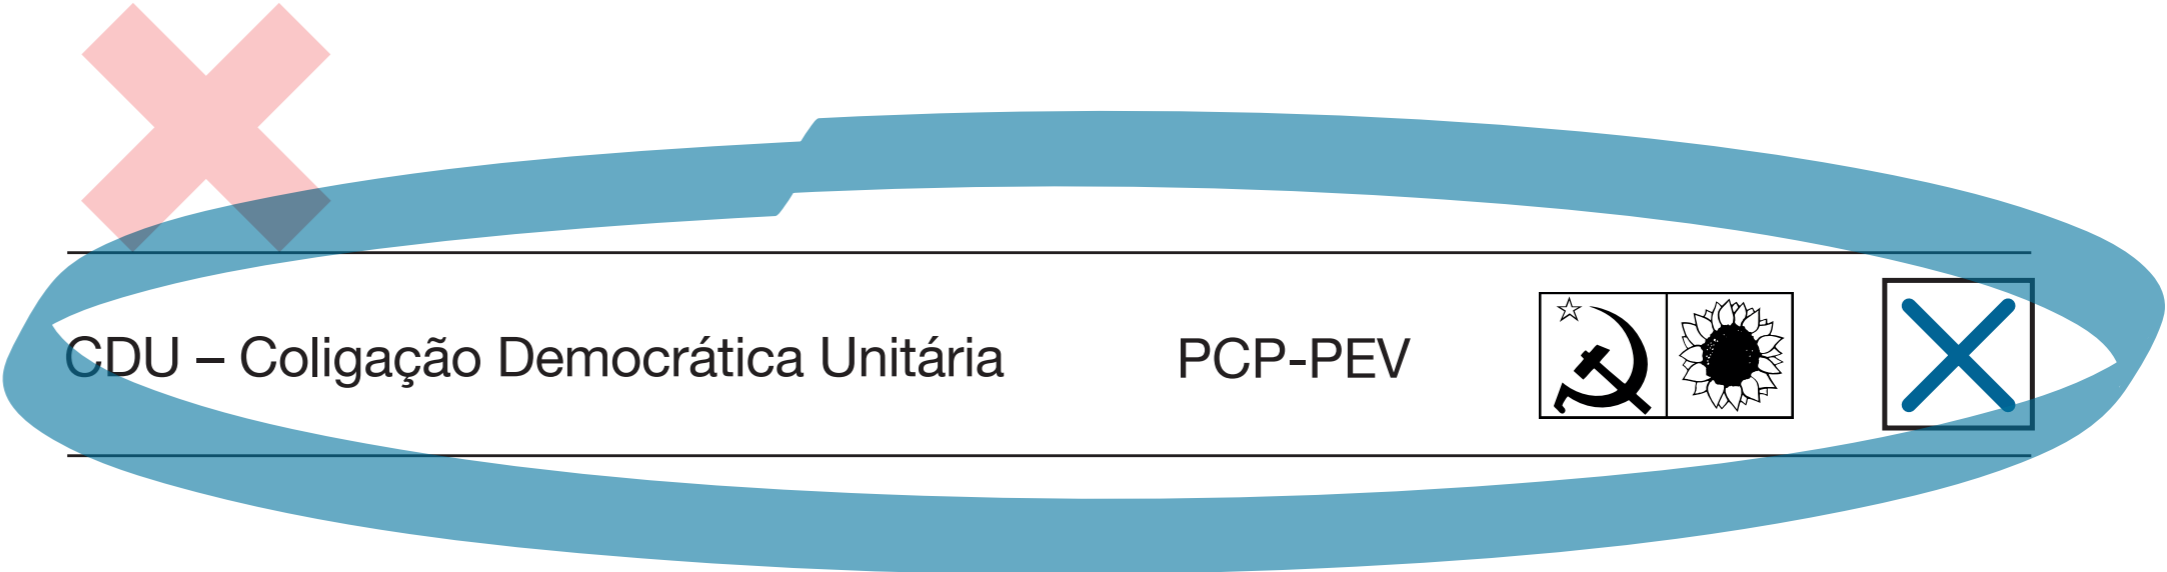 CDU – Coligação Democrática Unitária PCP-PEV